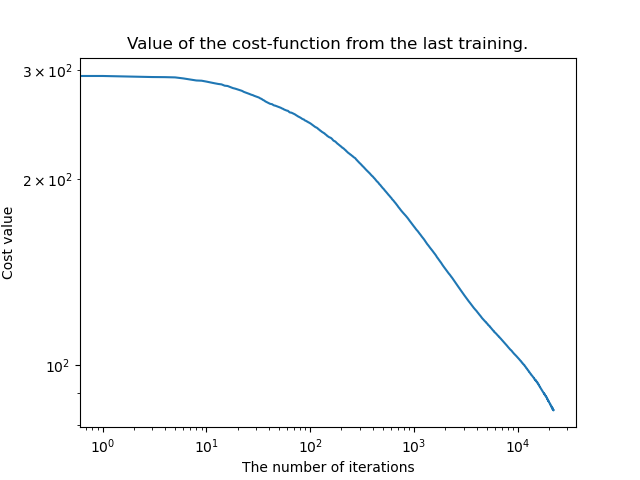 Value of the cost-function from the last training.
3 × 10²
2 × 10²
10²
Cost value
10⁰ 10¹ 10² 10³ 10⁴
The number of iterations